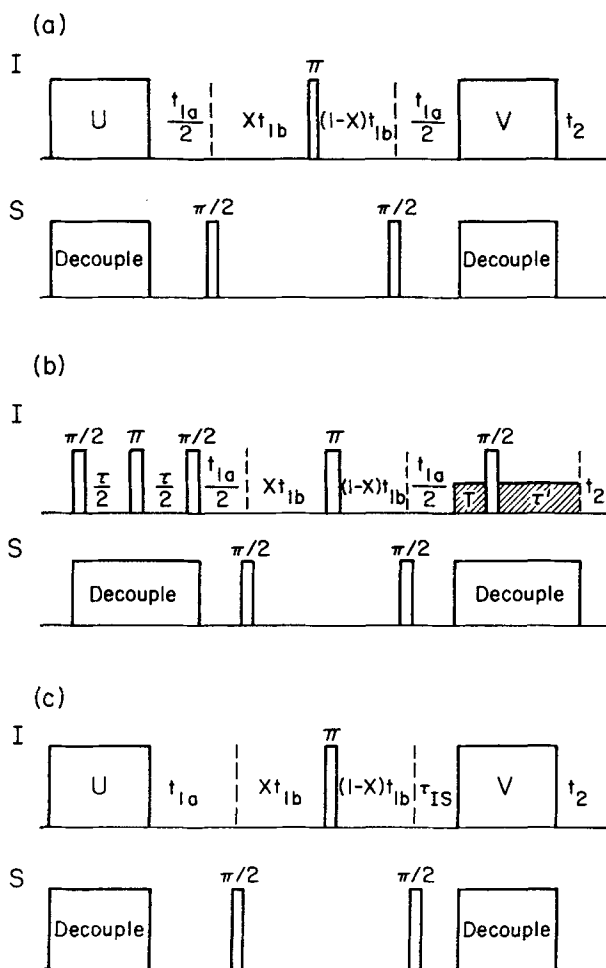 (a)
I
U t1a/2 Xt1b π (1-X)t1b t1a/2 V t2
S
Decouple π/2 π/2 Decouple
(b)
I
π/2 τ/2 π τ/2 π/2 t1a/2 Xt1b π (1-X)t1b t1a/2 T π/2 τ' t2
S
Decouple π/2 π/2 Decouple
(c)
I
U t1a Xt1b π (1-X)t1b τIS V t2
S
Decouple π/2 π/2 Decouple